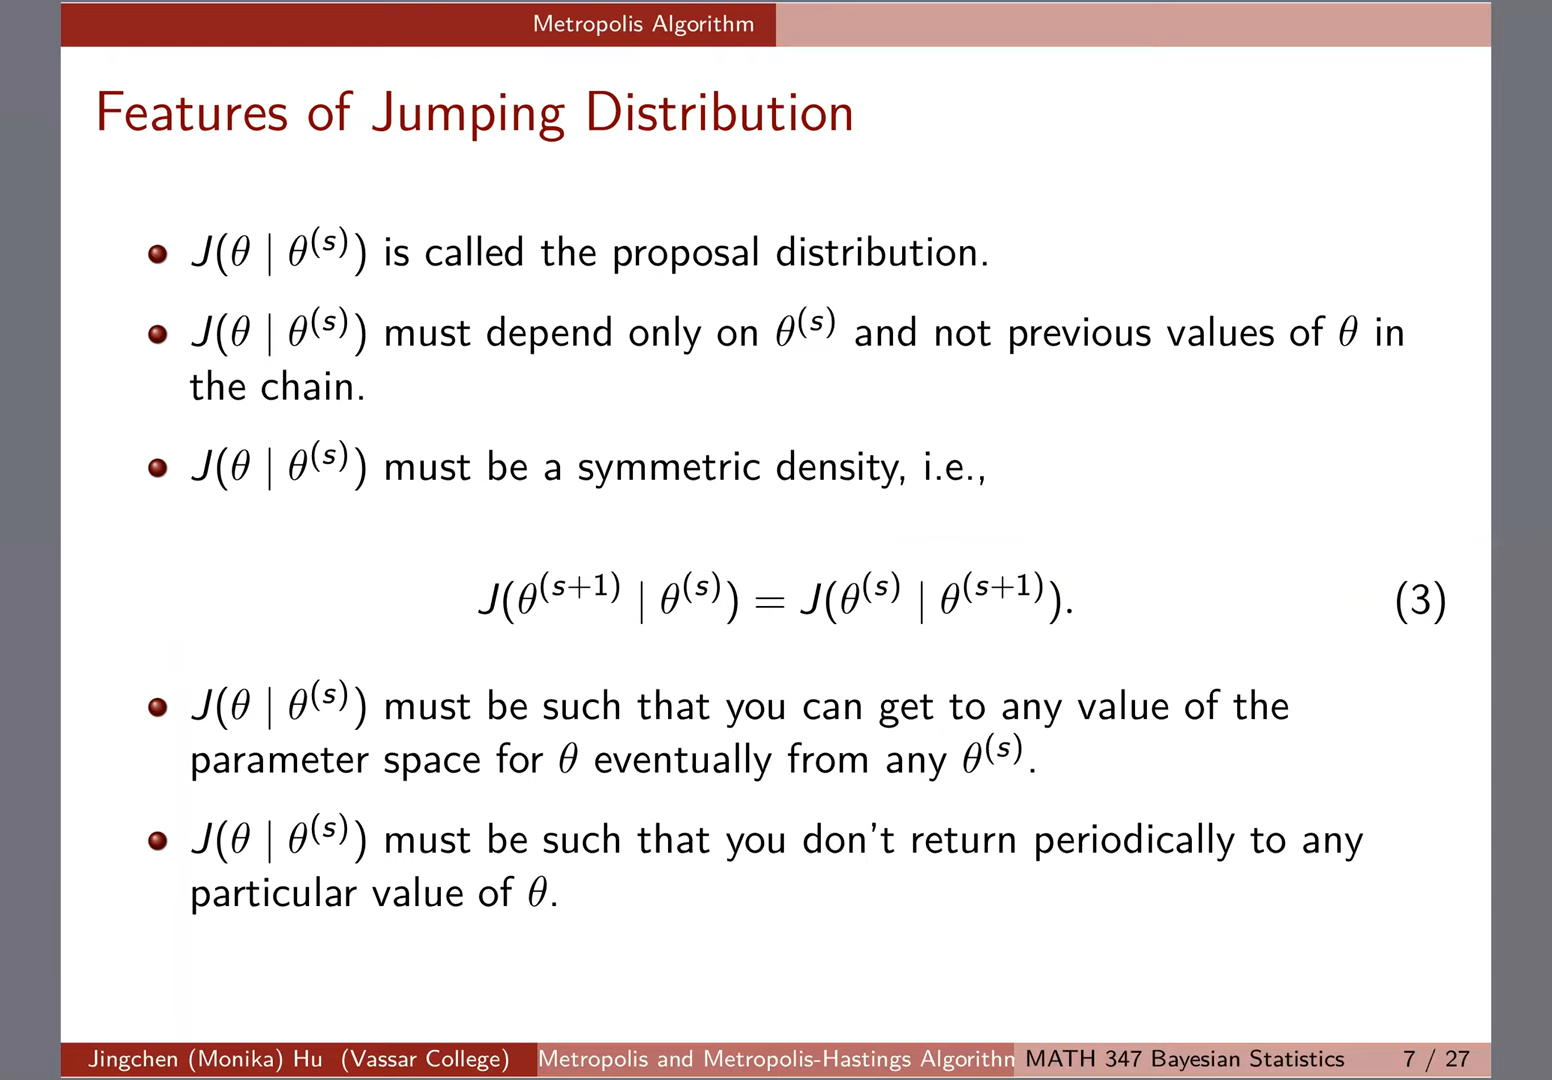 Metropolis Algorithm
Features of Jumping Distribution
J(θ | θ^(s)) is called the proposal distribution.
J(θ | θ^(s)) must depend only on θ^(s) and not previous values of θ in
the chain.
J(θ | θ^(s)) must be a symmetric density, i.e.,
J(θ^(s+1) | θ^(s)) = J(θ^(s) | θ^(s+1)). (3)
J(θ | θ^(s)) must be such that you can get to any value of the
parameter space for θ eventually from any θ^(s).
J(θ | θ^(s)) must be such that you don't return periodically to any
particular value of θ.
Jingchen (Monika) Hu (Vassar College) Metropolis and Metropolis-Hastings Algorithm MATH 347 Bayesian Statistics 7 / 27